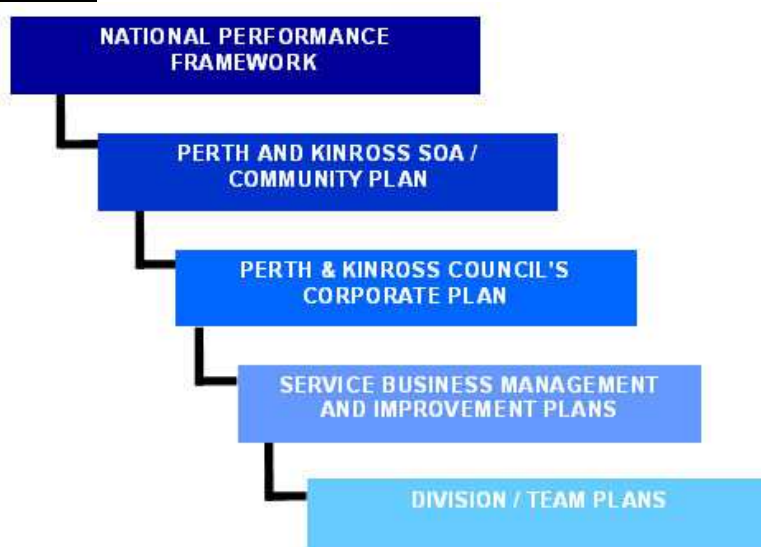 NATIONAL PERFORMANCE
FRAMEWORK
PERTH AND KINROSS SOA /
COMMUNITY PLAN
PERTH & KINROSS COUNCIL'S
CORPORATE PLAN
SERVICE BUSINESS MANAGEMENT
AND IMPROVEMENT PLANS
DIVISION / TEAM PLANS